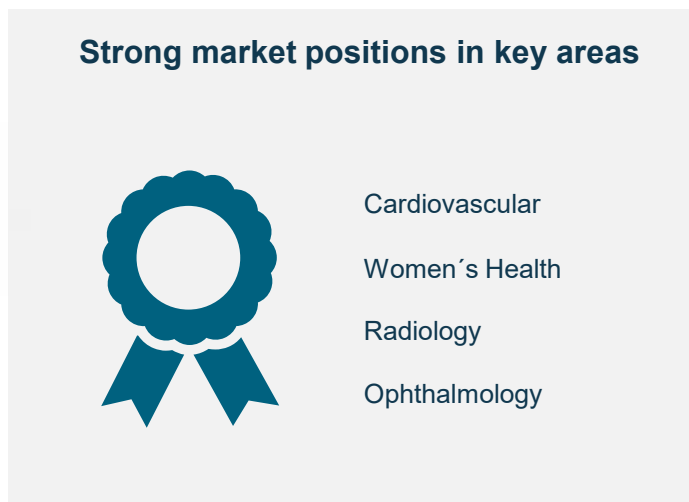 Strong market positions in key areas
Cardiovascular
Women´s Health
Radiology
Ophthalmology